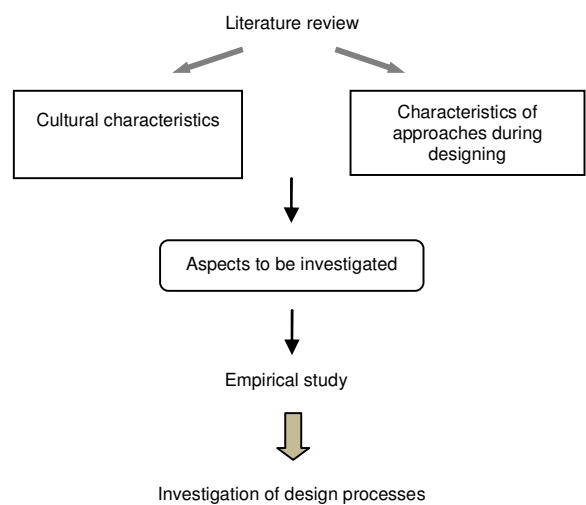 Literature review
Cultural characteristics
Characteristics of
approaches during
designing
Aspects to be investigated
Empirical study
Investigation of design processes